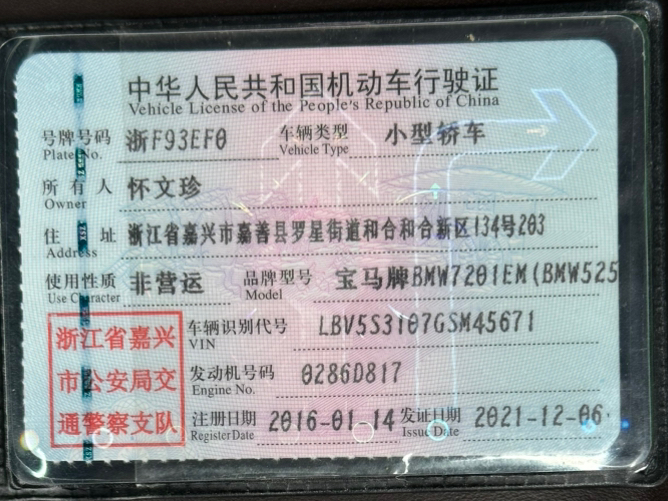 中华人民共和国机动车行驶证
Vehicle License of the People's Republic of China
号牌号码 浙F93EF0 车辆类型 小型轿车
Plate No. Vehicle Type
所有人 怀文珍
Owner
住址 浙江省嘉兴市嘉善县罗星街道和合和合新区134号203
Address
使用性质 非营运 品牌型号 宝马牌BMW7201EM(BMW525
Use Character Model
浙江省嘉兴 车辆识别代号 LBV5S3107GSM45671
VIN
市公安局交 发动机号码 0286D817
Engine No.
通警察支队 注册日期 2016-01-14 发证日期 2021-12-06
Register Date Issue Date